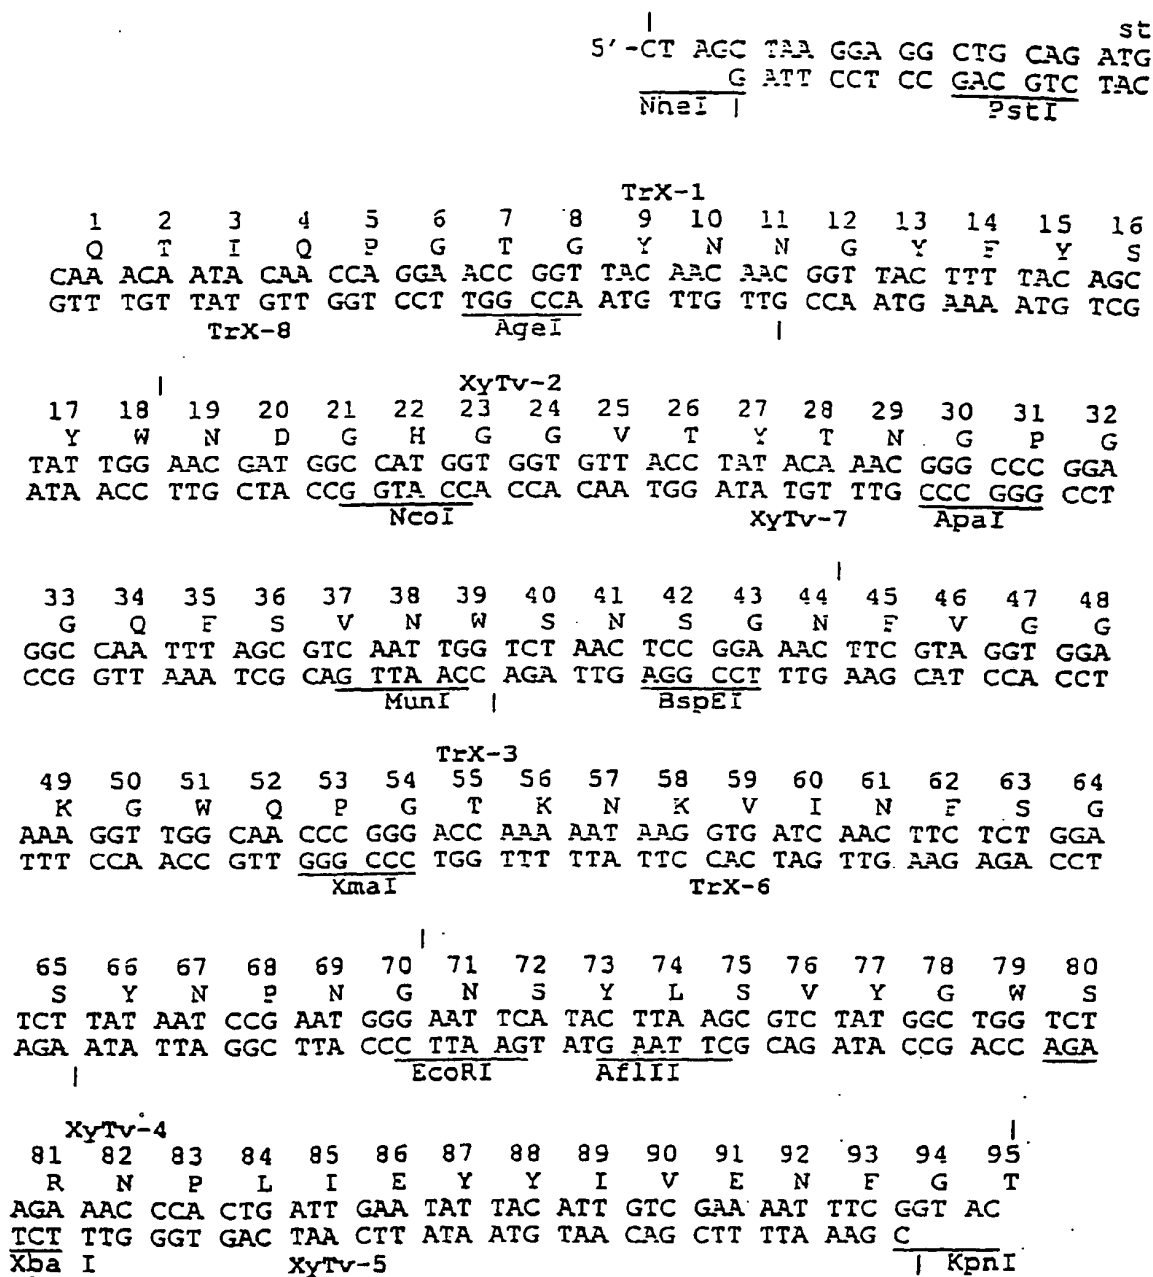 st
5'-CT AGC TAA GGA GG CTG CAG ATG
G ATT CCT CC GAC GTC TAC
NheI PstI
TrX-1
1 2 3 4 5 6 7 8 9 10 11 12 13 14 15 16
Q T I Q P G T G Y N N G Y F Y S
CAA ACA ATA CAA CCA GGA ACC GGT TAC AAC AAC GGT TAC TTT TAC AGC
GTT TGT TAT GTT GGT CCT TGG CCA ATG TTG TTG CCA ATG AAA ATG TCG
TrX-8 AgeI
XyTv-2
17 18 19 20 21 22 23 24 25 26 27 28 29 30 31 32
Y W N D G H G G V T Y T N G P G
TAT TGG AAC GAT GGC CAT GGT GGT GTT ACC TAT ACA AAC GGG CCC GGA
ATA ACC TTG CTA CCG GTA CCA CCA CAA TGG ATA TGT TTG CCC GGG CCT
NcoI XyTv-7 ApaI
33 34 35 36 37 38 39 40 41 42 43 44 45 46 47 48
G Q F S V N W S N S G N F V G G
GGC CAA TTT AGC GTC AAT TGG TCT AAC TCC GGA AAC TTC GTA GGT GGA
CCG GTT AAA TCG CAG TTA ACC AGA TTG AGG CCT TTG AAG CAT CCA CCT
MunI BspEI
TrX-3
49 50 51 52 53 54 55 56 57 58 59 60 61 62 63 64
K G W Q P G T K N K V I N F S G
AAA GGT TGG CAA CCC GGG ACC AAA AAT AAG GTG ATC AAC TTC TCT GGA
TTT CCA ACC GTT GGG CCC TGG TTT TTA TTC CAC TAG TTG AAG AGA CCT
XmaI TrX-6
65 66 67 68 69 70 71 72 73 74 75 76 77 78 79 80
S Y N P N G N S Y L S V Y G W S
TCT TAT AAT CCG AAT GGG AAT TCA TAC TTA AGC GTC TAT GGC TGG TCT
AGA ATA TTA GGC TTA CCC TTA AGT ATG AAT TCG CAG ATA CCG ACC AGA
EcoRI AflII
XyTv-4
81 82 83 84 85 86 87 88 89 90 91 92 93 94 95
R N P L I E Y Y I V E N F G T
AGA AAC CCA CTG ATT GAA TAT TAC ATT GTC GAA AAT TTC GGT AC
TCT TTG GGT GAC TAA CTT ATA ATG TAA CAG CTT TTA AAG C
Xba I XyTv-5 KpnI